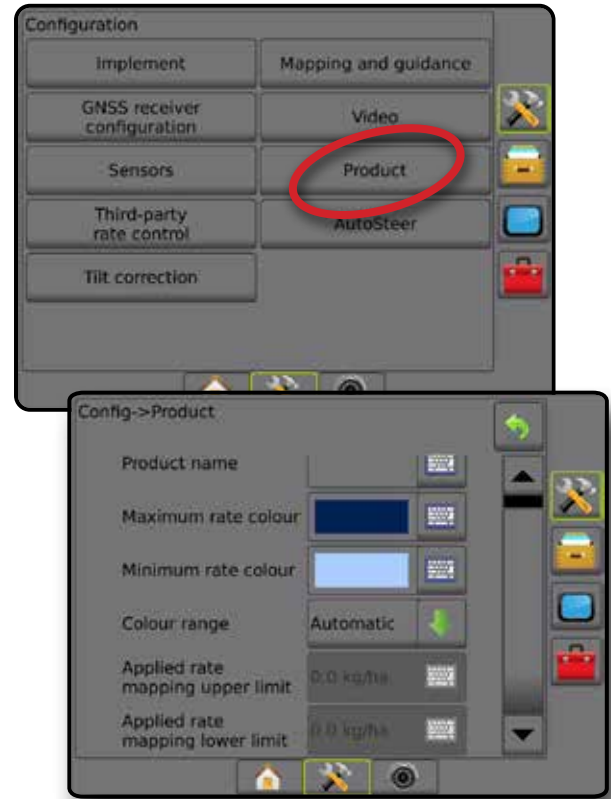 Configuration
Implement
Mapping and guidance
GNSS receiver
configuration
Video
Sensors
Product
Third-party
rate control
AutoSteer
Tilt correction
Config->Product
Product name
Maximum rate colour
Minimum rate colour
Colour range
Automatic
Applied rate
mapping upper limit
0.0 kg/ha
Applied rate
mapping lower limit
0.0 kg/ha